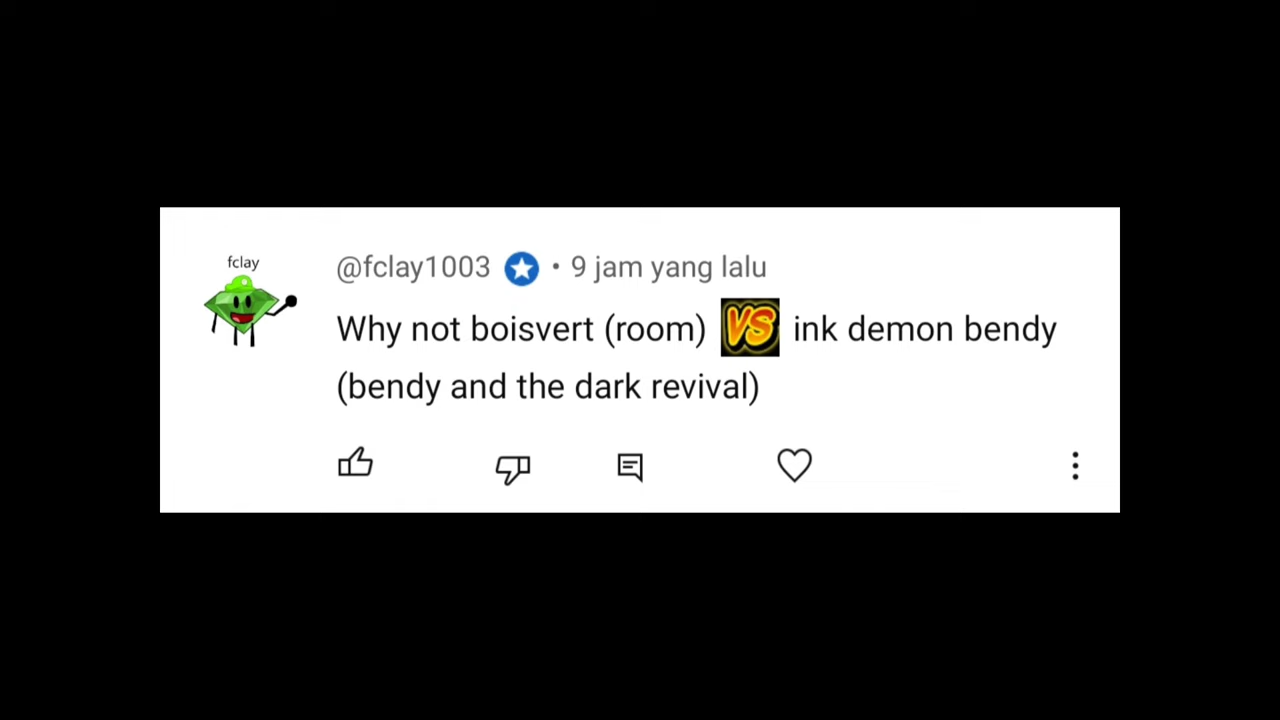 fclay
@fclay1003 • 9 jam yang lalu
Why not boisvert (room) VS ink demon bendy
(bendy and the dark revival)